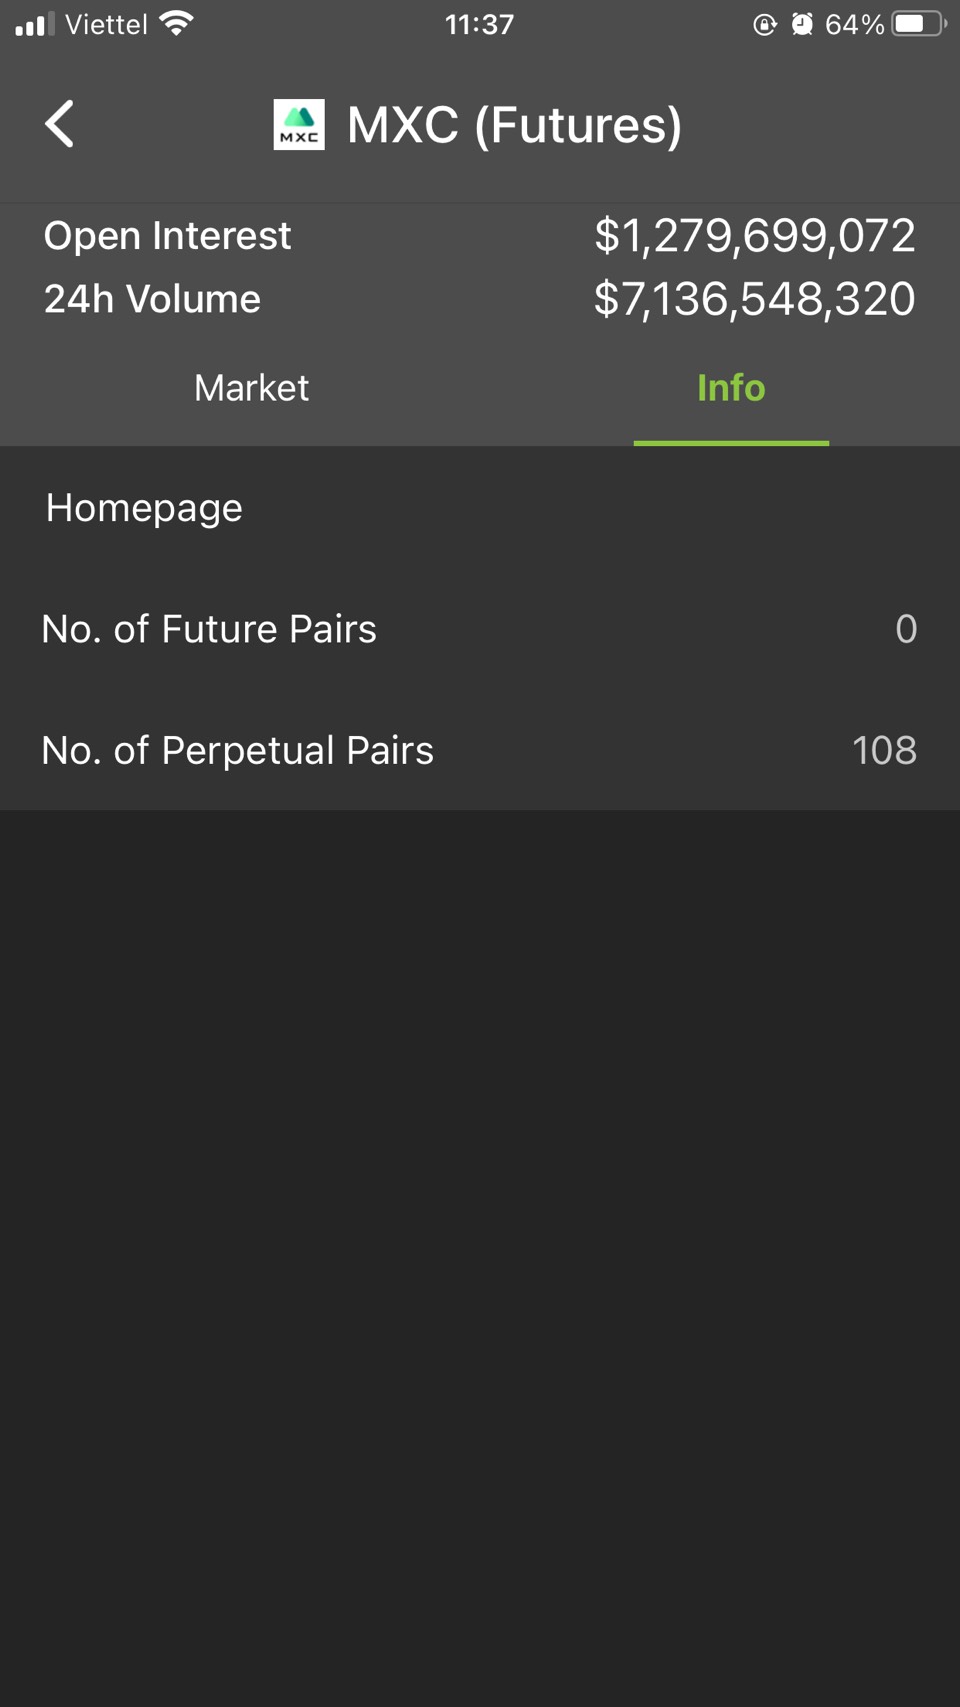 Viettel 11:37 64%
MXC MXC (Futures)
Open Interest $1,279,699,072
24h Volume $7,136,548,320
Market Info
Homepage
No. of Future Pairs 0
No. of Perpetual Pairs 108